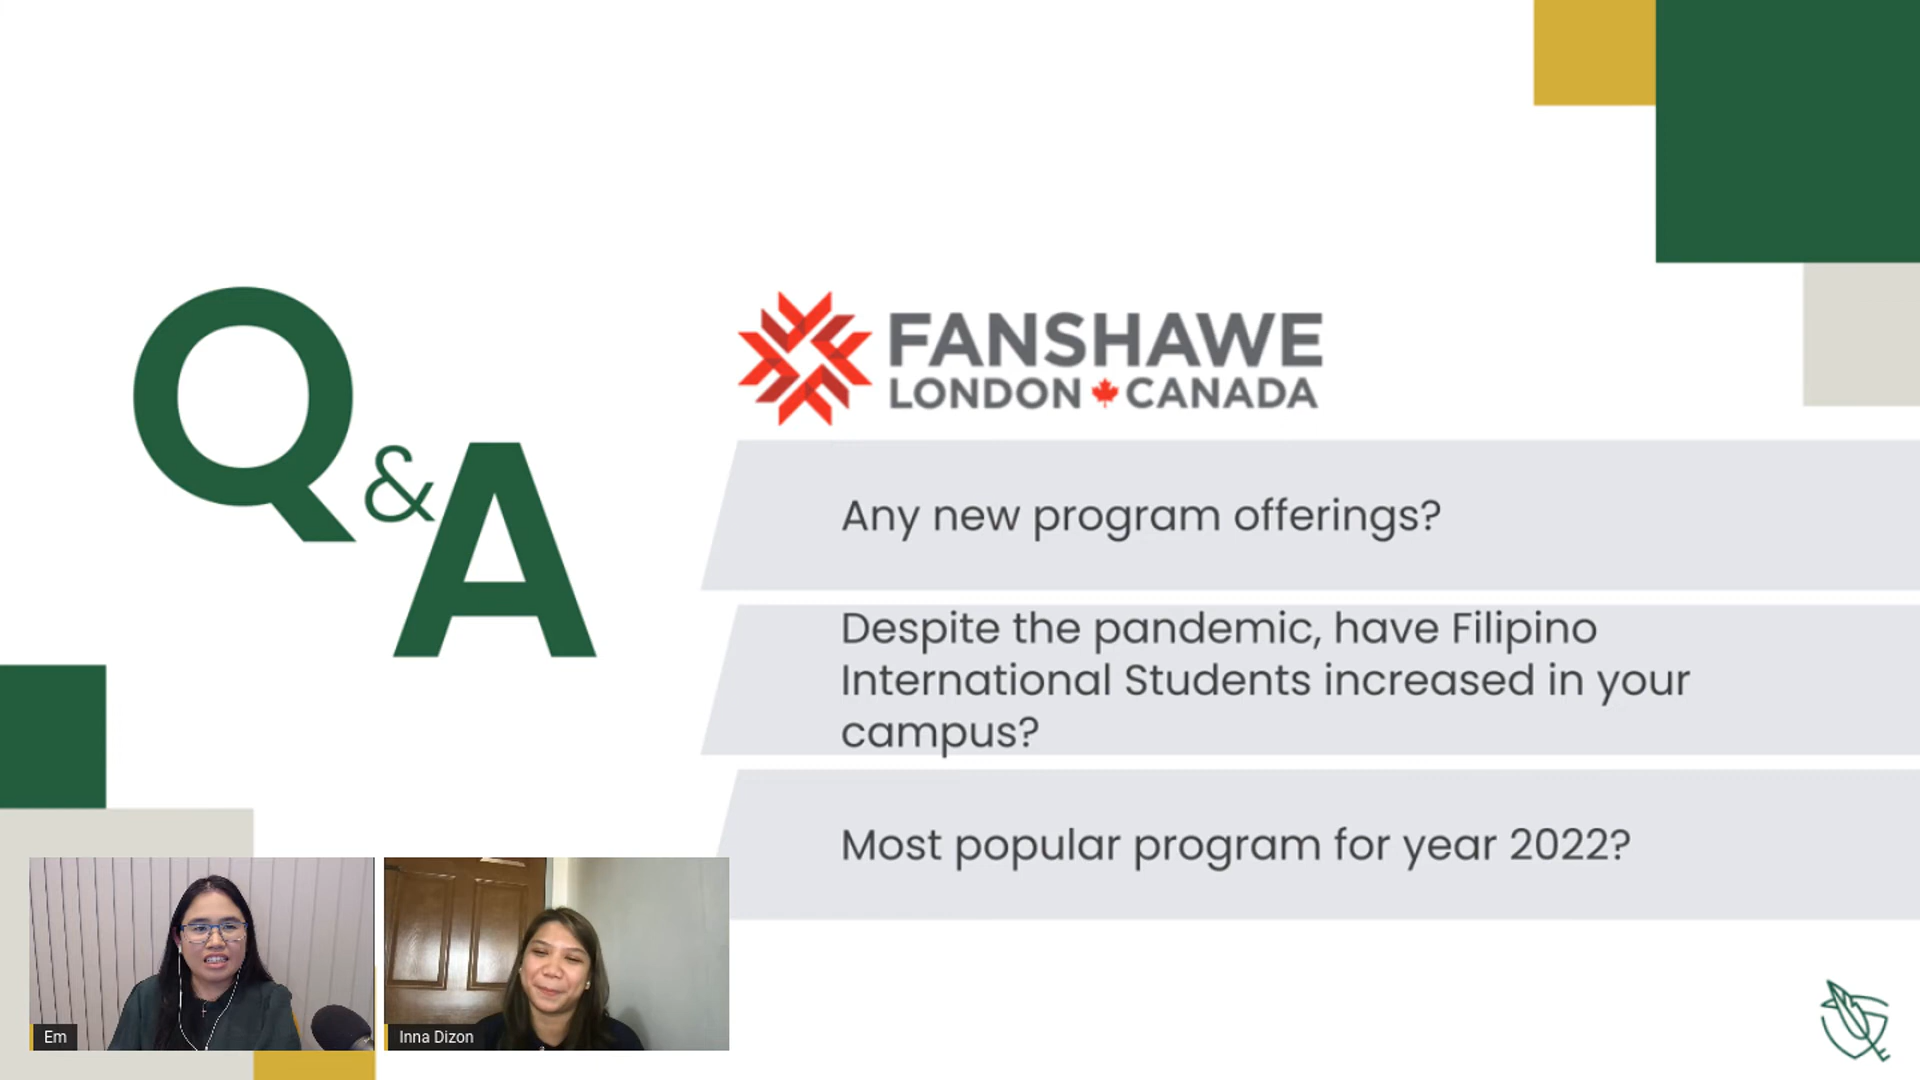 Q&A
FANSHAWE
LONDON CANADA
Any new program offerings?
Despite the pandemic, have Filipino
International Students increased in your
campus?
Most popular program for year 2022?
Em
Inna Dizon